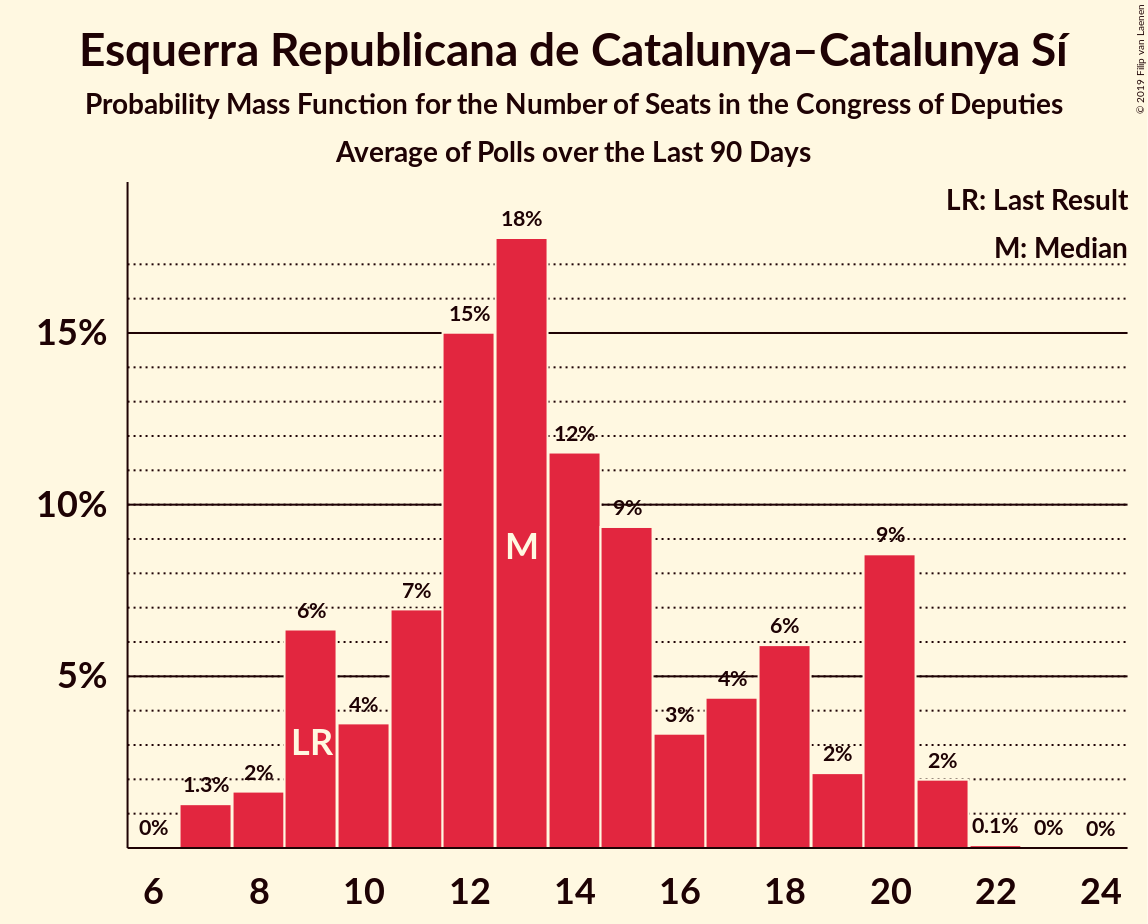 Esquerra Republicana de Catalunya–Catalunya Sí
Probability Mass Function for the Number of Seats in the Congress of Deputies
Average of Polls over the Last 90 Days
© 2019 Filip van Laenen
LR: Last Result
M: Median
15%
10%
5%
0%
1.3%
2%
6%
4%
7%
15%
18%
12%
9%
3%
4%
6%
2%
9%
2%
0.1%
0%
0%
LR
M
6 8 10 12 14 16 18 20 22 24